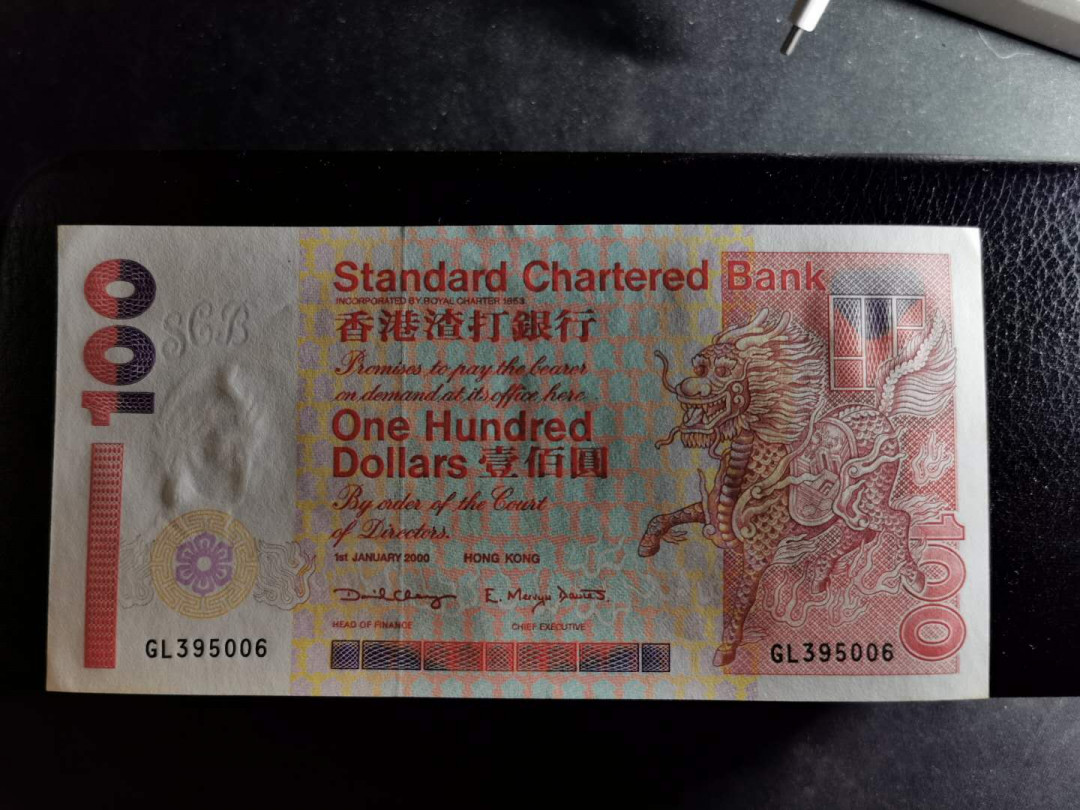 100
SCB
Standard Chartered Bank
INCORPORATED BY ROYAL CHARTER 1853
香港渣打銀行
Promises to pay the bearer
on demand at its office here
One Hundred
Dollars 壹佰圓
By order of the Court
of Directors.
1st JANUARY 2000 HONG KONG
E. Mervyn Davies
HEAD OF FINANCE CHIEF EXECUTIVE
GL395006 GL395006
100